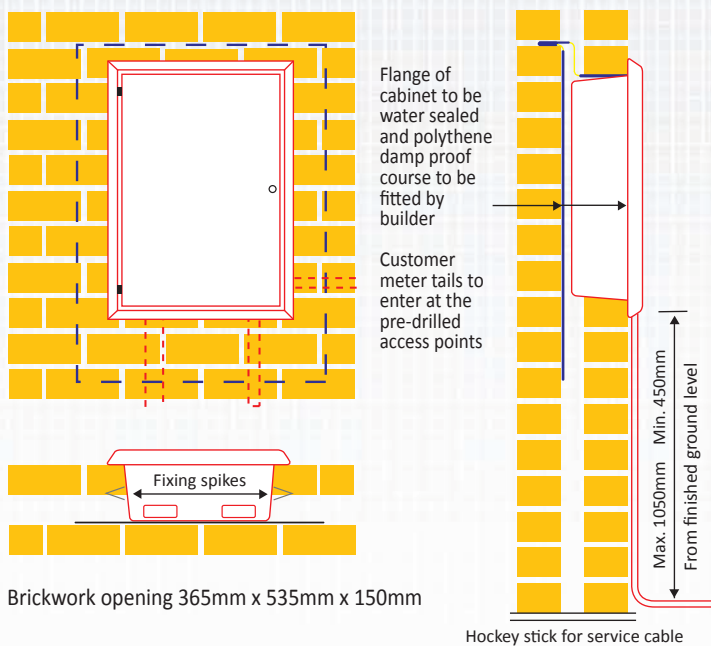 Flange of
cabinet to be
water sealed
and polythene
damp proof
course to be
fitted by
builder
Customer
meter tails to
enter at the
pre-drilled
access points
Fixing spikes
Brickwork opening 365mm x 535mm x 150mm
Max. 1050mm Min. 450mm
From finished ground level
Hockey stick for service cable